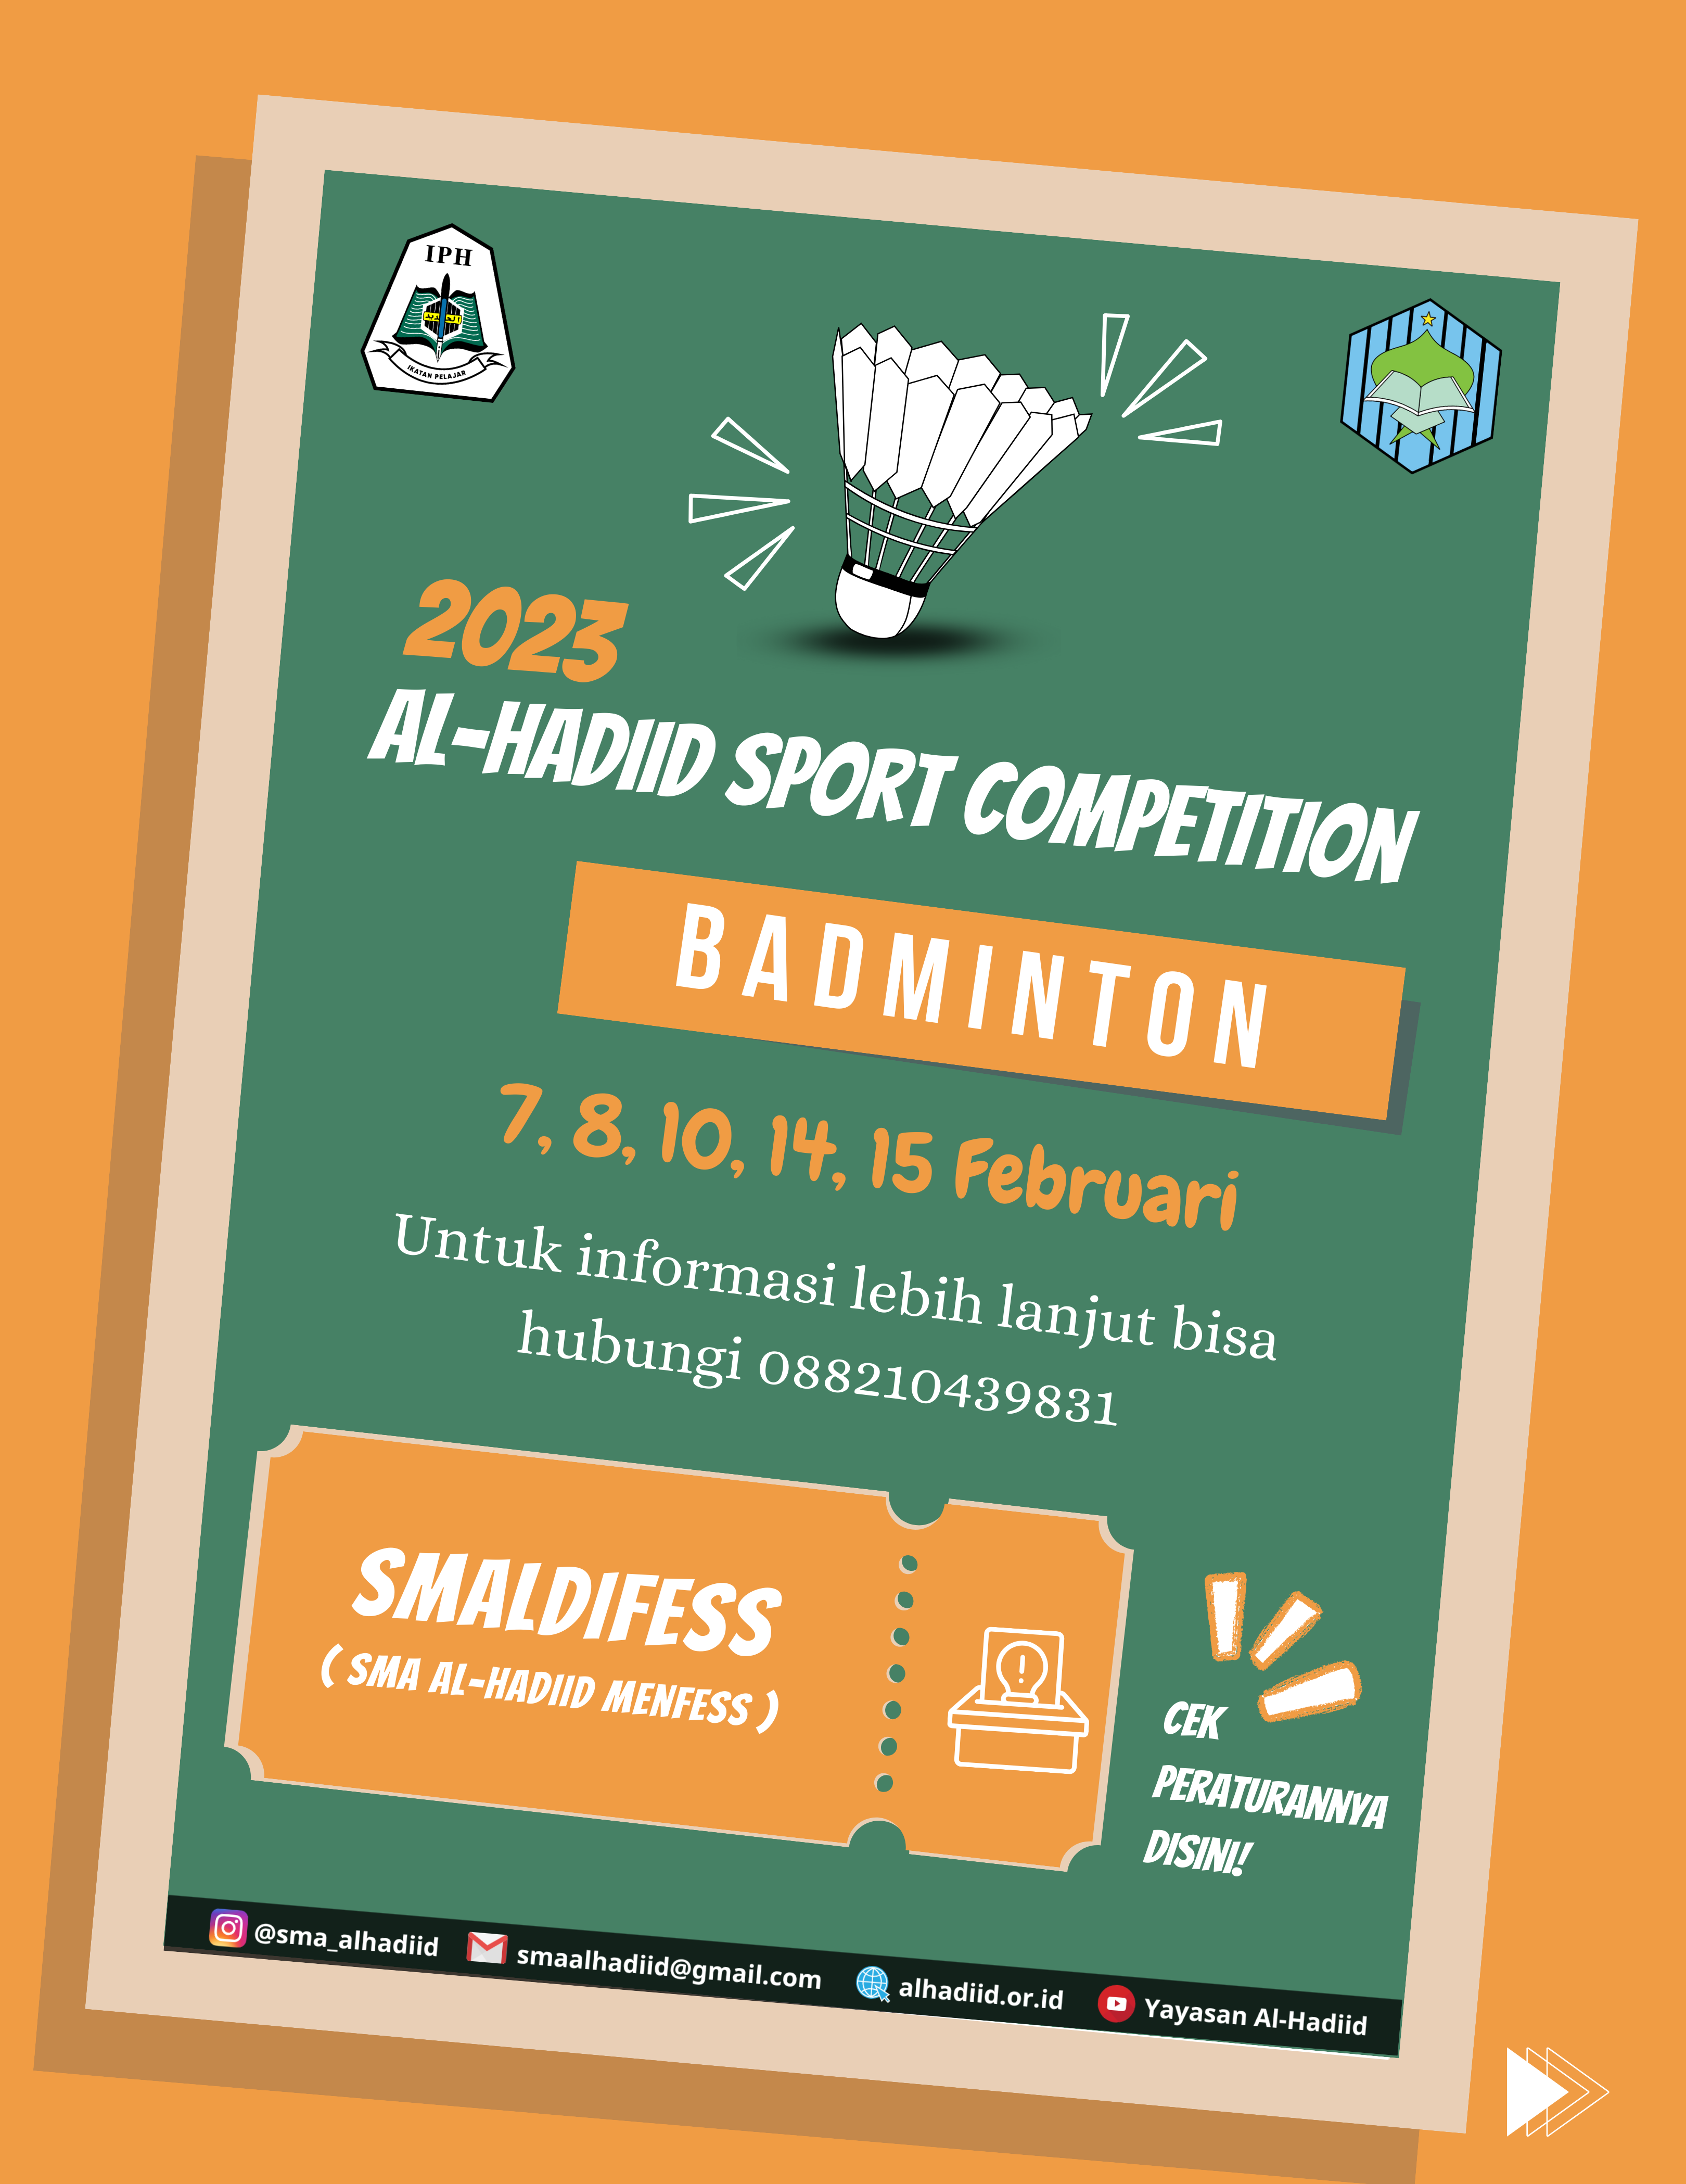 IPH
الحديد
IKATAN PELAJAR
2023
AL-HADIID SPORT COMPETITION
BADMINTON
7, 8, 10, 14, 15 Februari
Untuk informasi lebih lanjut bisa
hubungi 088210439831
SMALDIFESS
( SMA AL-HADIID MENFESS )
CEK
PERATURANNYA
DISINI!
@sma_alhadiid
smaalhadiid@gmail.com
alhadiid.or.id
Yayasan Al-Hadiid